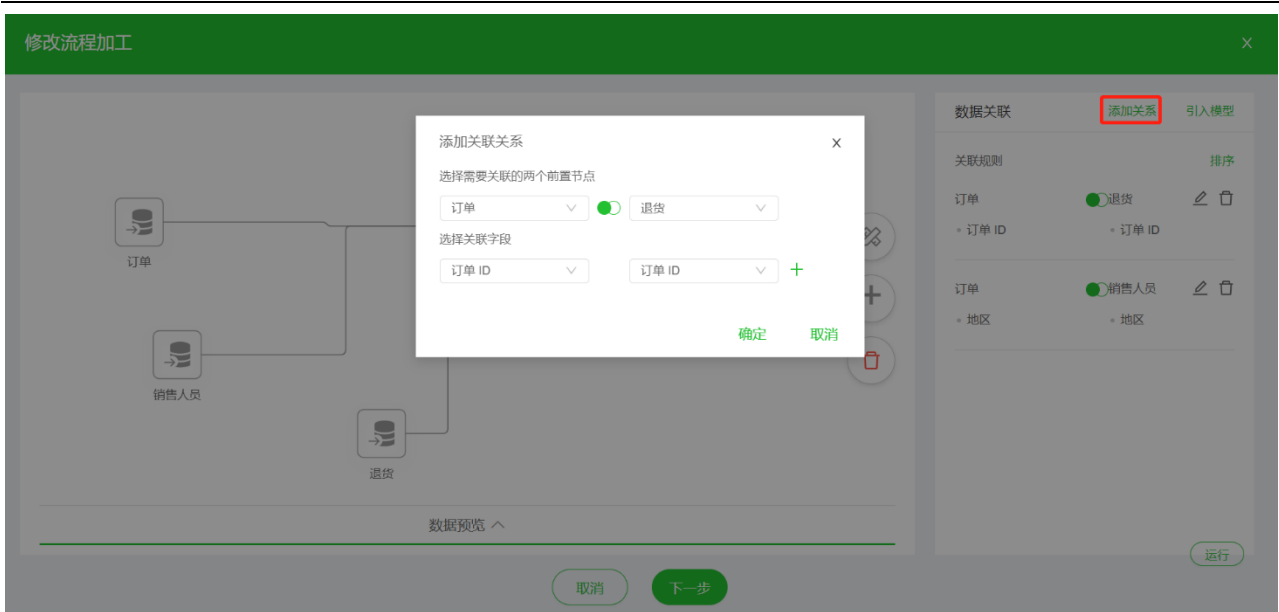 修改流程加工 x
数据关联 添加关系 引入模型
添加关联关系 x
选择需要关联的两个前置节点
订单 退货
选择关联字段
订单 ID 订单 ID +
确定 取消
关联规则 排序
订单 退货
订单 ID 订单 ID
订单 销售人员
地区 地区
订单
销售人员
退货
数据预览
运行
取消 下一步